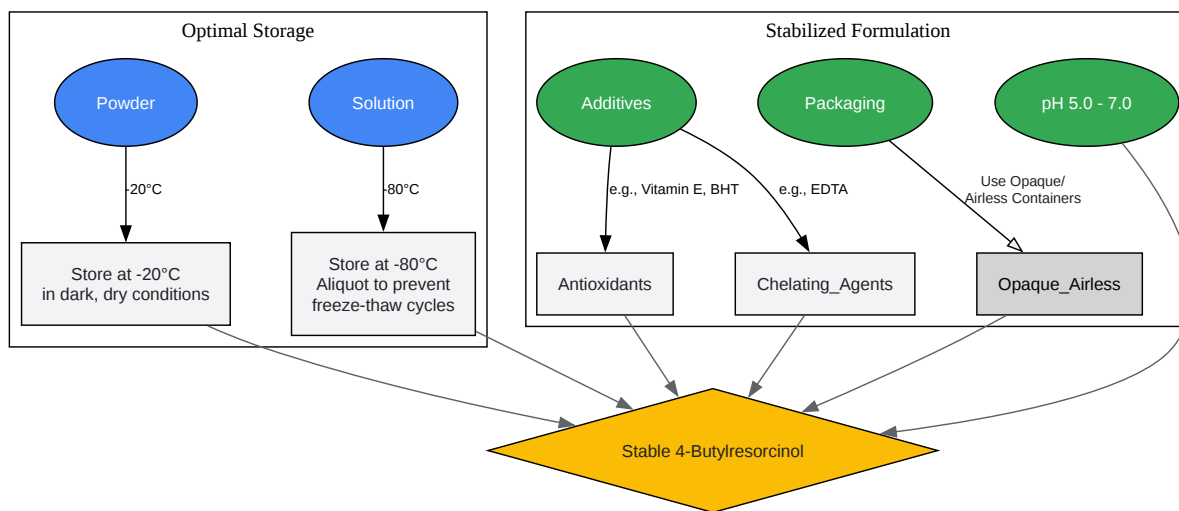 Optimal Storage
Stabilized Formulation
Powder
Solution
Additives
Packaging
pH 5.0 - 7.0
-20°C
-80°C
e.g., Vitamin E, BHT
e.g., EDTA
Use Opaque/
Airless Containers
Store at -20°C
in dark, dry conditions
Store at -80°C
Aliquot to prevent
freeze-thaw cycles
Antioxidants
Chelating_Agents
Opaque_Airless
Stable 4-Butylresorcinol